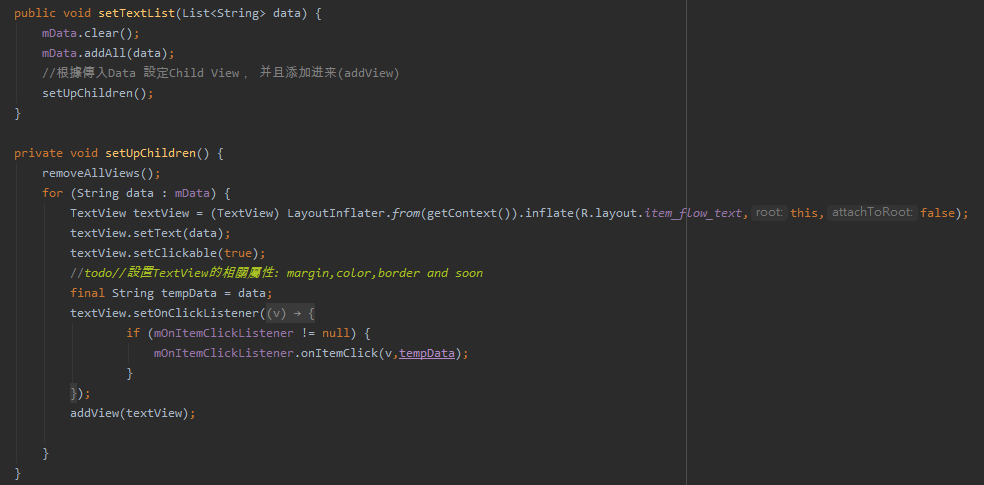 public void setTextList(List<String> data) {
mData.clear();
mData.addAll(data);
//根據傳入Data 設定Child View ， 并且添加进来(addView)
setUpChildren();
}
private void setUpChildren() {
removeAllViews();
for (String data : mData) {
TextView textView = (TextView) LayoutInflater.from(getContext()).inflate(R.layout.item_flow_text, root: this, attachToRoot: false);
textView.setText(data);
textView.setClickable(true);
//todo//設置TextView的相關屬性: margin,color,border and soon
final String tempData = data;
textView.setOnClickListener((v) → {
if (mOnItemClickListener != null) {
mOnItemClickListener.onItemClick(v,tempData);
}
});
addView(textView);
}
}